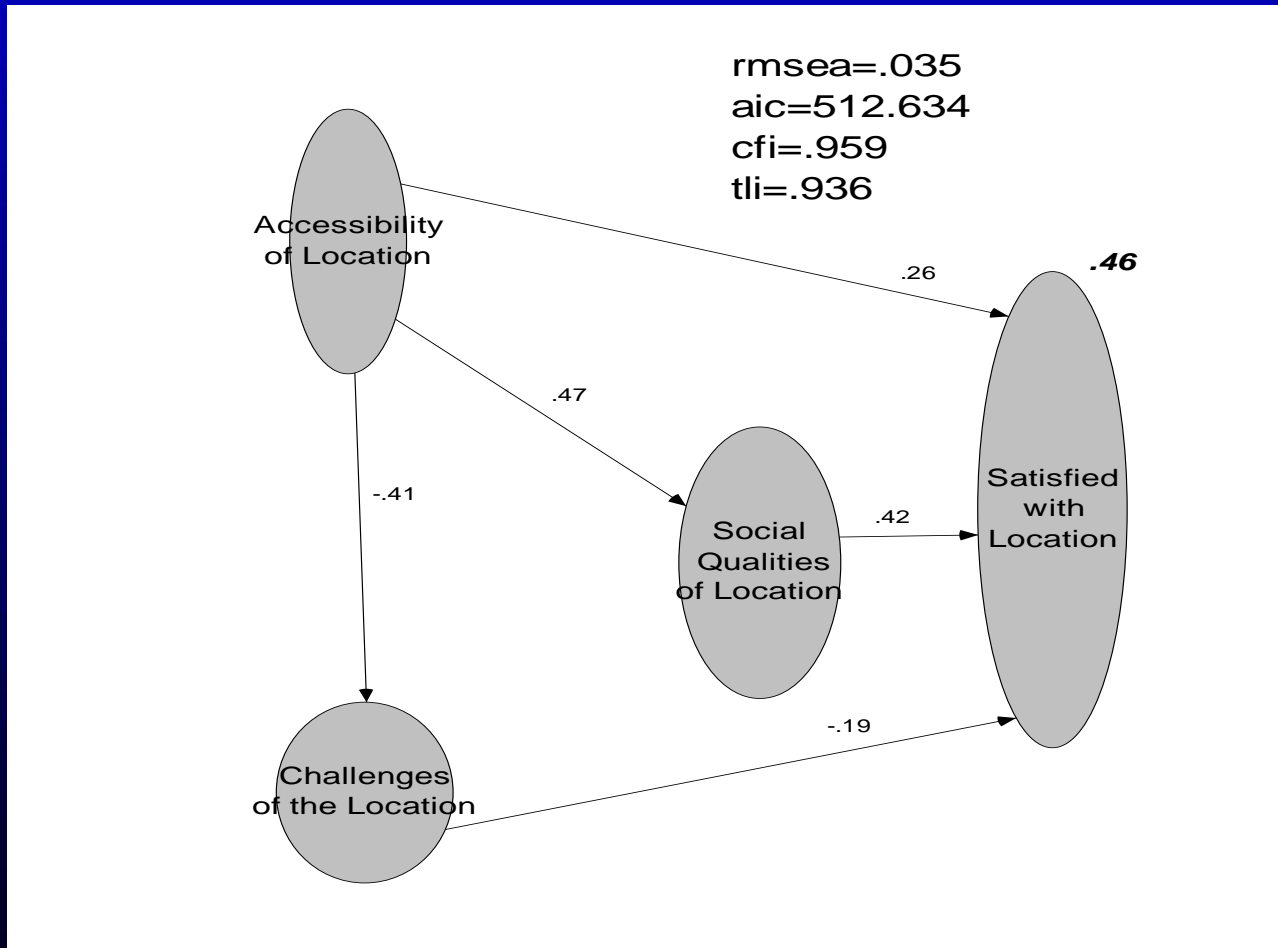 rmsea=.035
aic=512.634
cfi=.959
tli=.936
Accessibility
of Location
.46
.26
.47
-.41
Satisfied
with
Location
.42
Social
Qualities
of Location
-.19
Challenges
of the Location